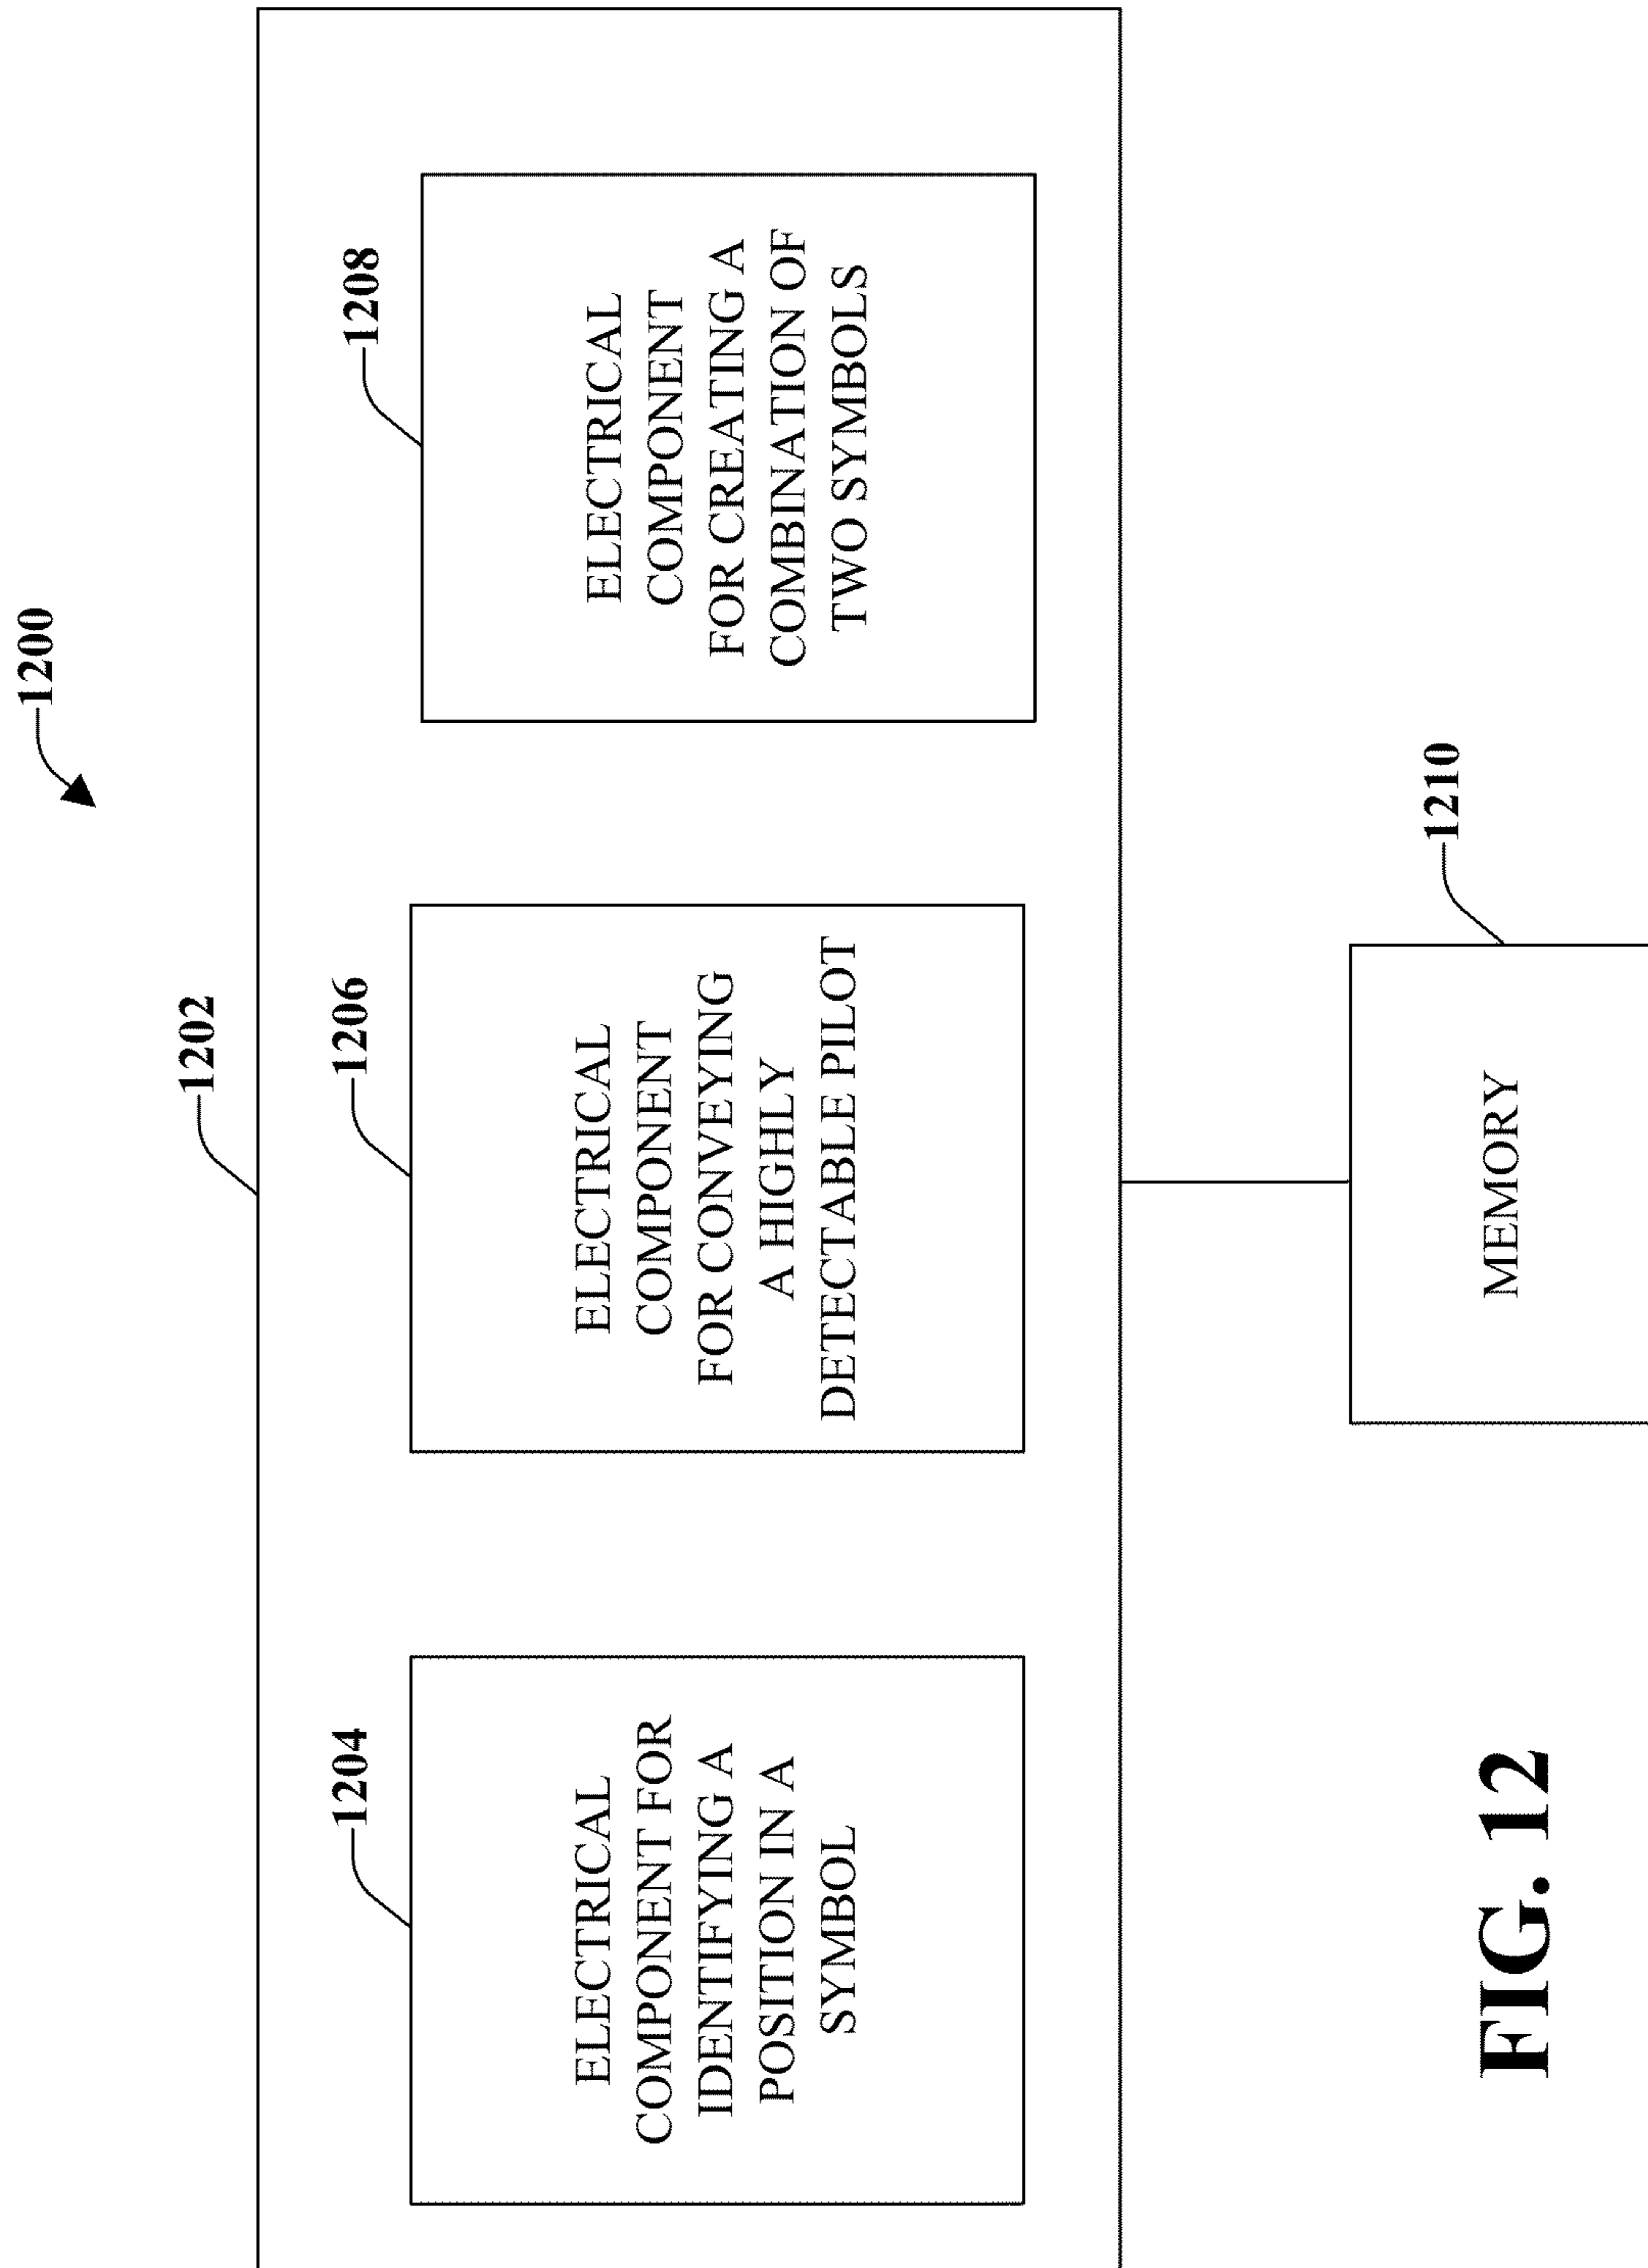 1200
1202
1204
ELECTRICAL
COMPONENT FOR
IDENTIFYING A
POSITION IN A
SYMBOL
1206
ELECTRICAL
COMPONENT
FOR CONVEYING
A HIGHLY
DETECTABLE PILOT
1208
ELECTRICAL
COMPONENT
FOR CREATING A
COMBINATION OF
TWO SYMBOLS
1210
MEMORY
FIG. 12